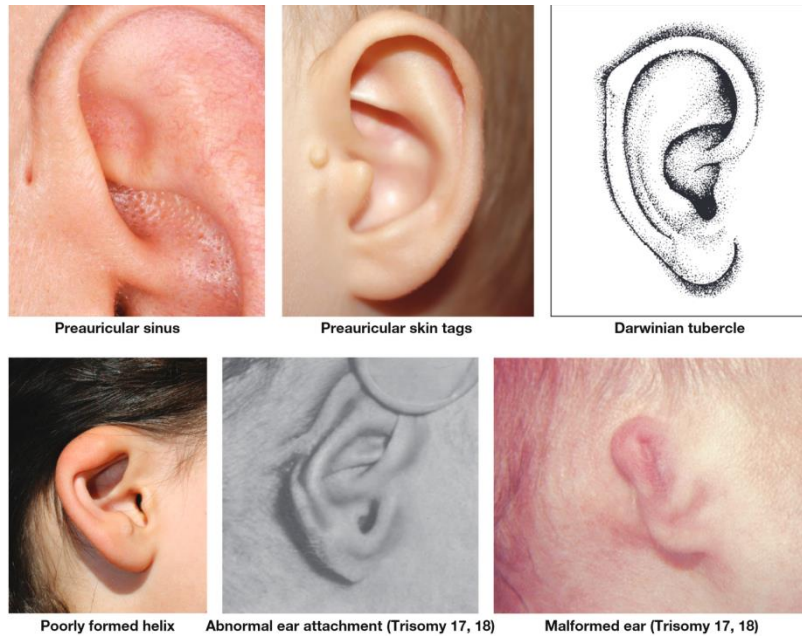 Preauricular sinus
Preauricular skin tags
Darwinian tubercle
Poorly formed helix
Abnormal ear attachment (Trisomy 17, 18)
Malformed ear (Trisomy 17, 18)